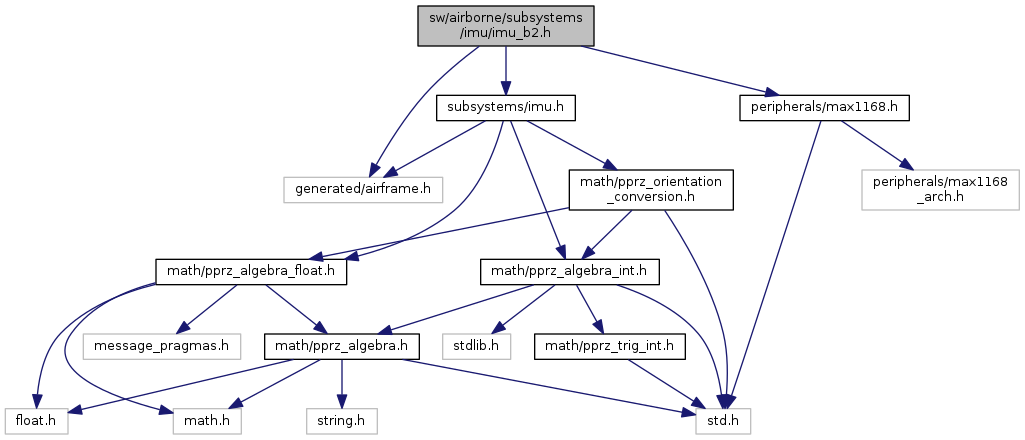 sw/airborne/subsystems
/imu/imu_b2.h
subsystems/imu.h
peripherals/max1168.h
generated/airframe.h
math/pprz_orientation
_conversion.h
peripherals/max1168
_arch.h
math/pprz_algebra_float.h
math/pprz_algebra_int.h
message_pragmas.h
math/pprz_algebra.h
stdlib.h
math/pprz_trig_int.h
float.h
math.h
string.h
std.h